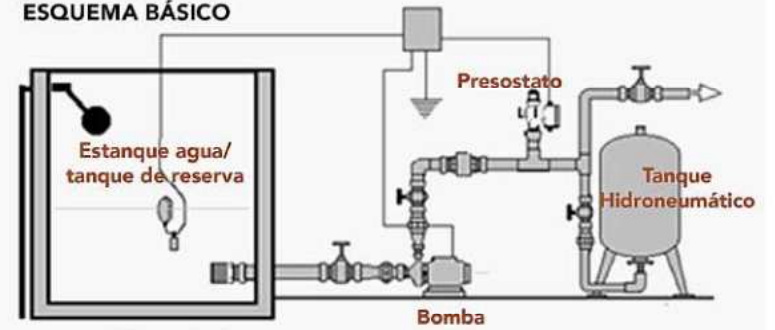 ESQUEMA BÁSICO
Presostato
Estanque agua/
tanque de reserva
Tanque
Hidroneumático
Bomba